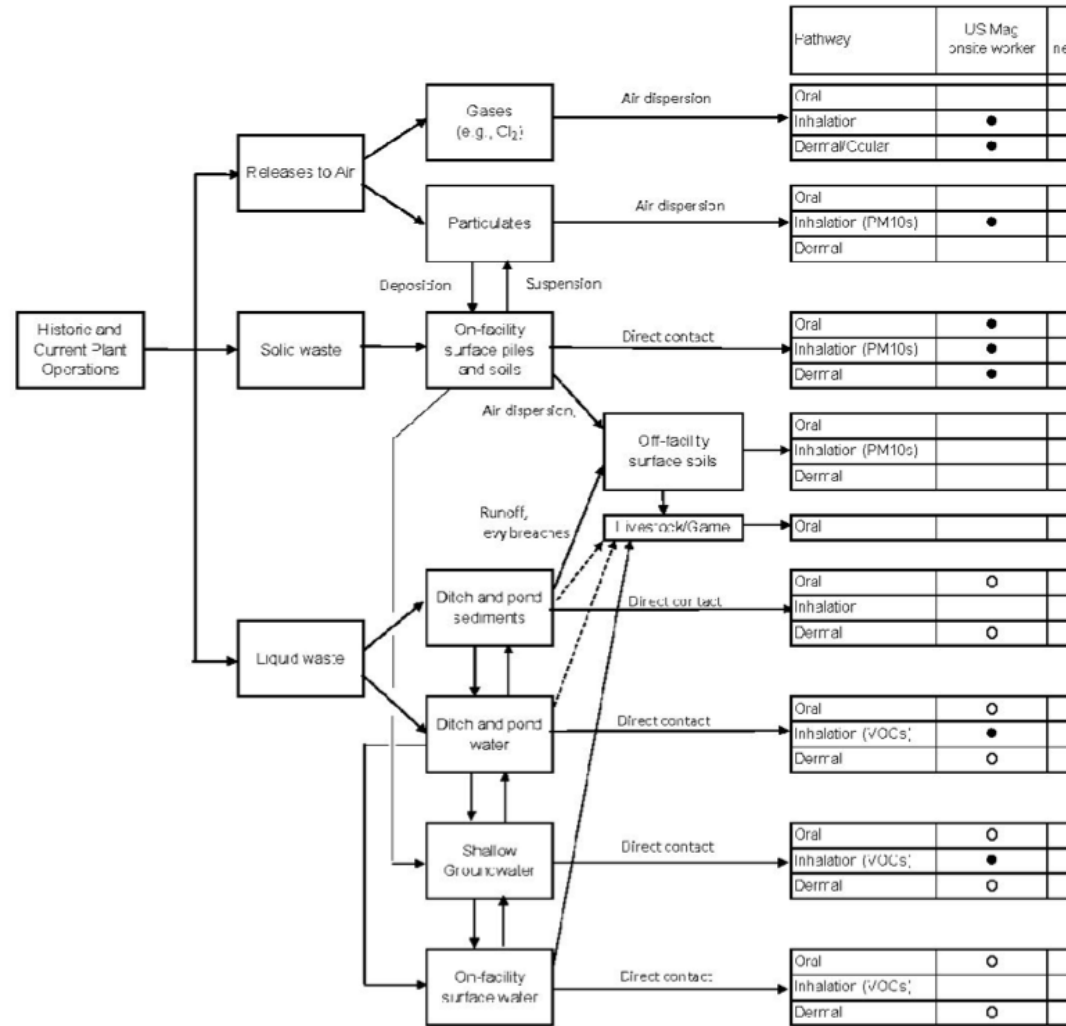 Pathway
US Mag
onsite worker
ne
Gases
(e.g., Cl₂)
Air dispersion
Oral
Inhalation
Dermal/Ocular
Releases to Air
Particulates
Air dispersion
Oral
Inhalation (PM10s)
Dermal
Deposition
Suspension
Historic and
Current Plant
Operations
Solic waste
On-facility
surface piles
and soils
Direct contact
Oral
Inhalation (PM10s)
Dermal
Air dispersion,
Off-facility
surface soils
Oral
Inhalation (PM10s)
Dermal
Runoff,
evy breaches
Livestock/Game
Oral
Liquid waste
Ditch and pond
sediments
Direct contact
Oral
Inhalation
Dermal
Ditch and pond
water
Direct contact
Oral
Inhalation (VOCs)
Dermal
Shallow
Groundwater
Direct contact
Oral
Inhalation (VOCs)
Dermal
On-facility
surface water
Direct contact
Oral
Inhalation (VOCs)
Dermal